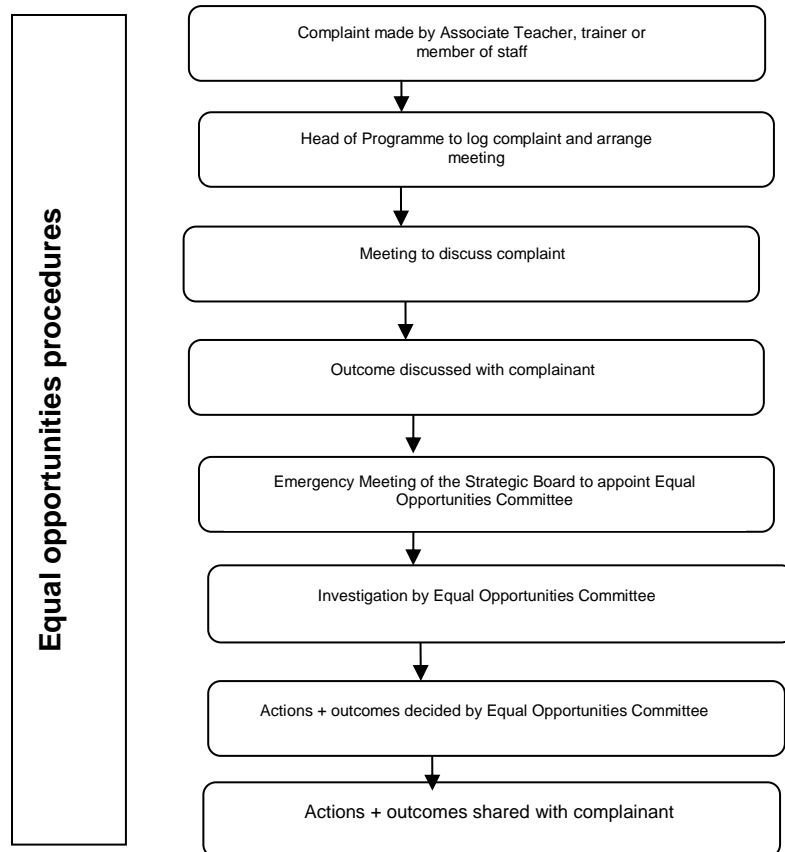 Equal opportunities procedures
Complaint made by Associate Teacher, trainer or
member of staff
Head of Programme to log complaint and arrange
meeting
Meeting to discuss complaint
Outcome discussed with complainant
Emergency Meeting of the Strategic Board to appoint Equal
Opportunities Committee
Investigation by Equal Opportunities Committee
Actions + outcomes decided by Equal Opportunities Committee
Actions + outcomes shared with complainant